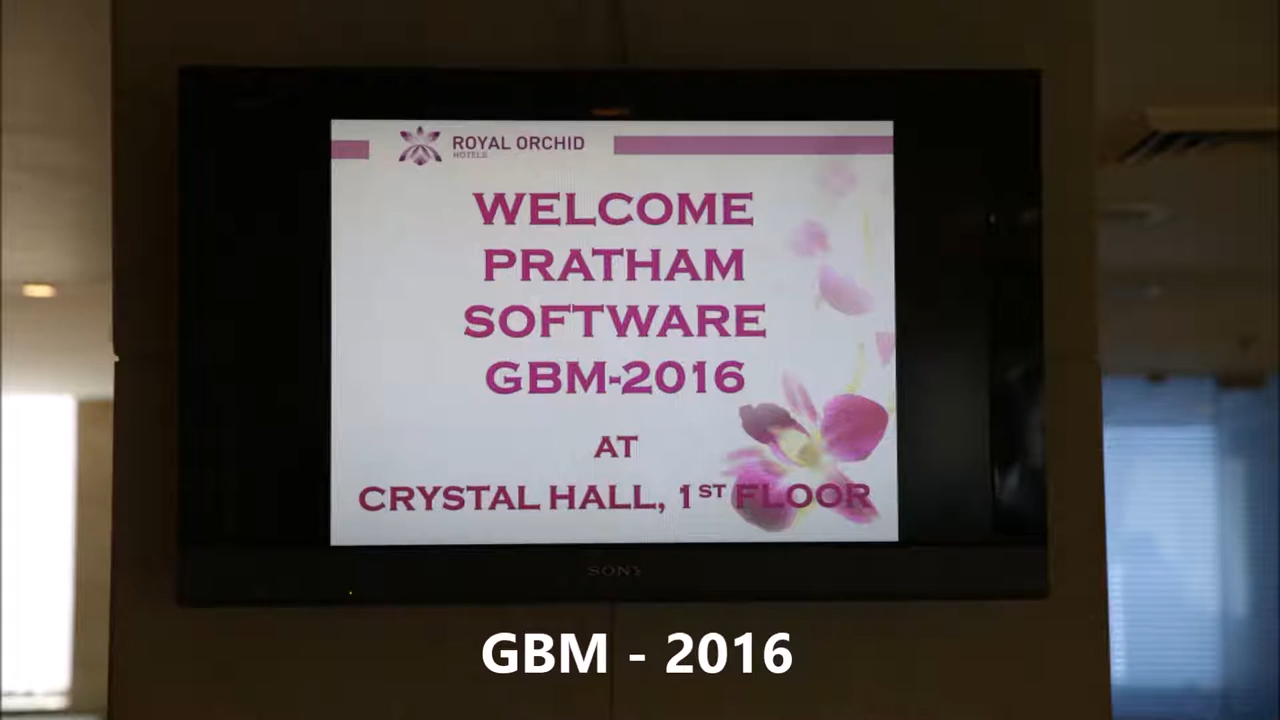 ROYAL ORCHID
HOTELS
WELCOME
PRATHAM
SOFTWARE
GBM-2016
AT
CRYSTAL HALL, 1ST FLOOR
SONY
GBM - 2016